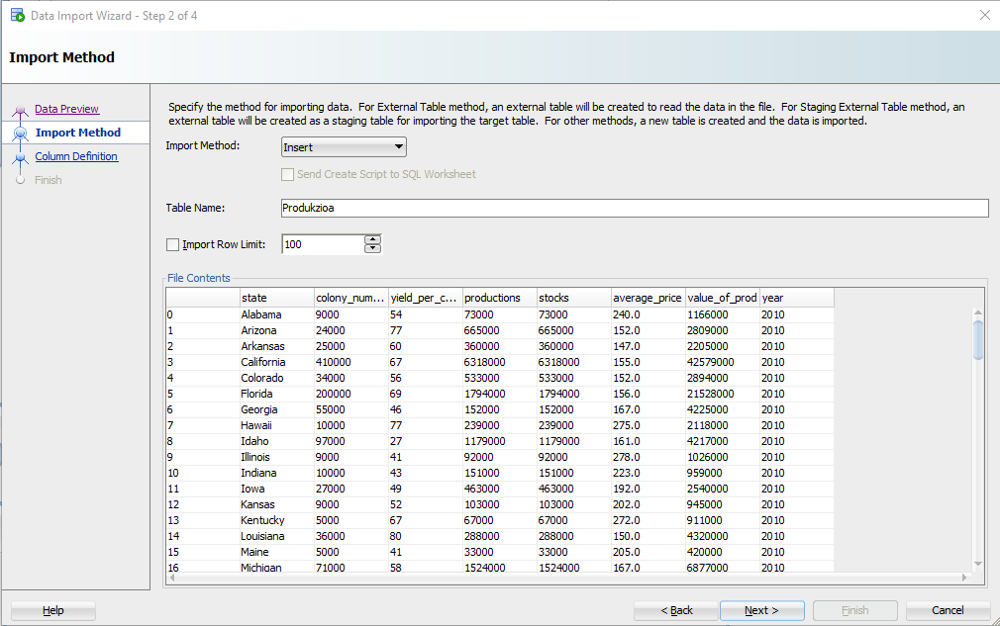 Data Import Wizard - Step 2 of 4
Import Method
Data Preview
Import Method
Column Definition
Finish
Specify the method for importing data. For External Table method, an external table will be created to read the data in the file. For Staging External Table method, an
external table will be created as a staging table for importing the target table. For other methods, a new table is created and the data is imported.
Import Method: Insert
Send Create Script to SQL Worksheet
Table Name: Produkzioa
Import Row Limit: 100
File Contents
state colony_num... yield_per_c... productions stocks average_price value_of_prod year
0 Alabama 9000 54 73000 73000 240.0 1166000 2010
1 Arizona 24000 77 665000 665000 152.0 2809000 2010
2 Arkansas 25000 60 360000 360000 147.0 2205000 2010
3 California 410000 67 6318000 6318000 155.0 42579000 2010
4 Colorado 34000 56 533000 533000 152.0 2894000 2010
5 Florida 200000 69 1794000 1794000 156.0 21528000 2010
6 Georgia 55000 46 152000 152000 167.0 4225000 2010
7 Hawaii 10000 77 239000 239000 275.0 2118000 2010
8 Idaho 97000 27 1179000 1179000 161.0 4217000 2010
9 Illinois 9000 41 92000 92000 278.0 1026000 2010
10 Indiana 10000 43 151000 151000 223.0 959000 2010
11 Iowa 27000 49 463000 463000 192.0 2540000 2010
12 Kansas 9000 52 103000 103000 202.0 945000 2010
13 Kentucky 5000 67 67000 67000 272.0 911000 2010
14 Louisiana 36000 80 288000 288000 150.0 4320000 2010
15 Maine 5000 41 33000 33000 205.0 420000 2010
16 Michigan 71000 58 1524000 1524000 167.0 6877000 2010
Help
< Back Next > Finish Cancel